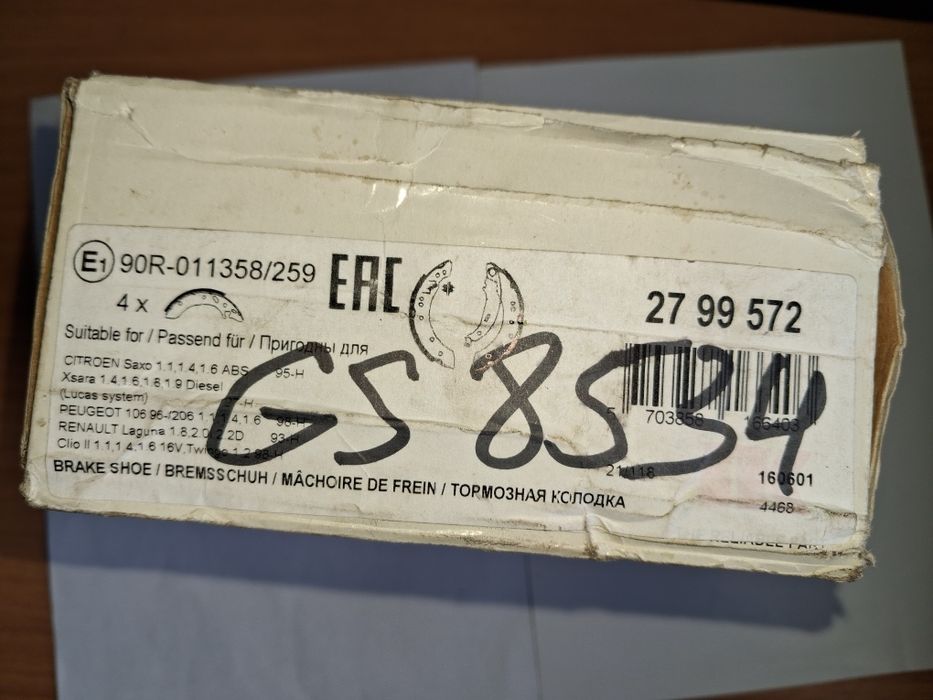 E1 90R-011358/259 EAC
27 99 572
4 x
Suitable for / Passend für / Пригодны для
CITROEN Saxo 1.1,1.4,1.6 ABS 95-H
Xsara 1.4,1.6,1.8,1.9 Diesel
(Lucas system) -H
PEUGEOT 106 96-/206 1.1,1.4,1.6 98-H
RENAULT Laguna 1.8,2.0,2.2D 93-H
Clio II 1.1,1.4,1.6 16V,Twingo 1.2 98-H
GS 8534
5 703858 166403
21/118
160601
BRAKE SHOE / BREMSSCHUH / MÂCHOIRE DE FREIN / ТОРМОЗНАЯ КОЛОДКА
4468